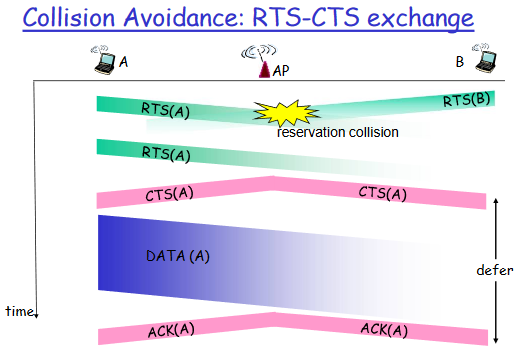 Collision Avoidance: RTS-CTS exchange
A
AP
B
RTS(A)
RTS(B)
reservation collision
RTS(A)
CTS(A)
CTS(A)
DATA (A)
defer
time
ACK(A)
ACK(A)